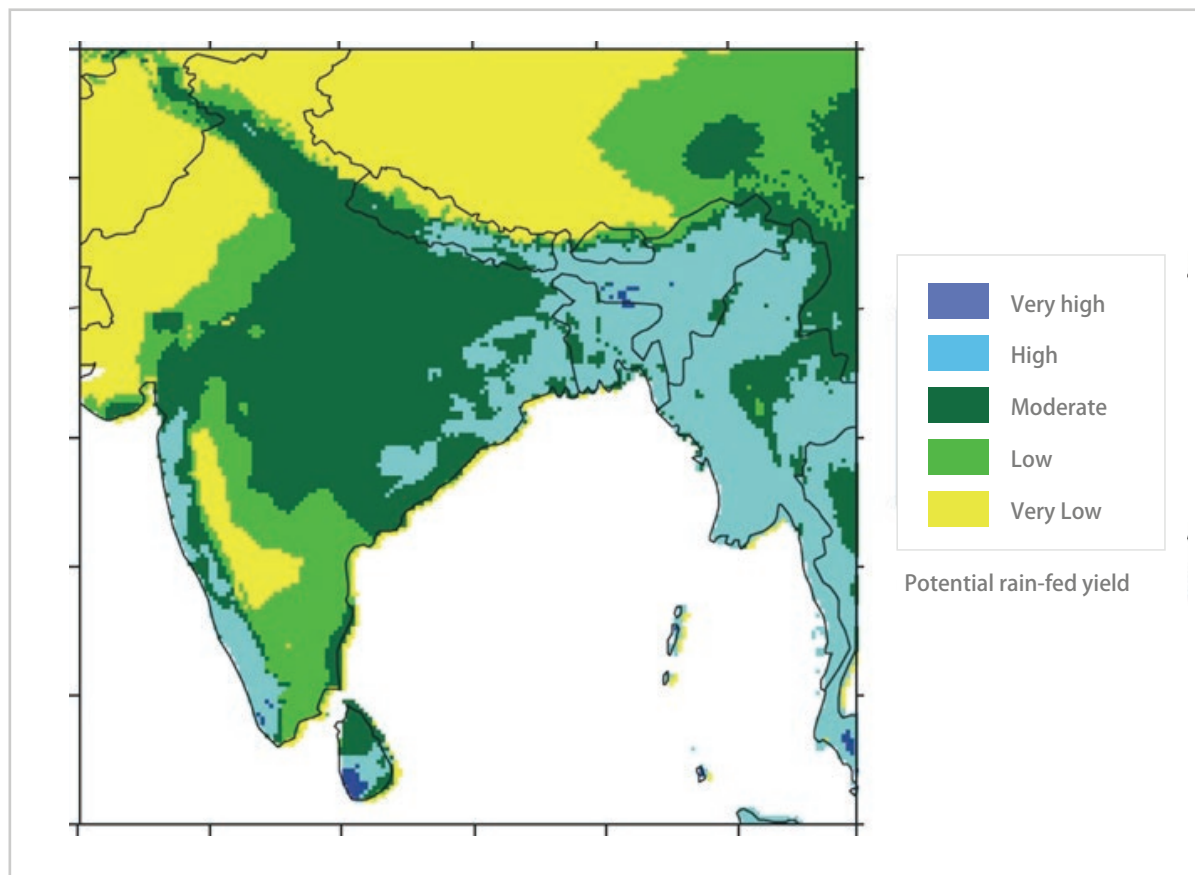 Very high
High
Moderate
Low
Very Low
Potential rain-fed yield